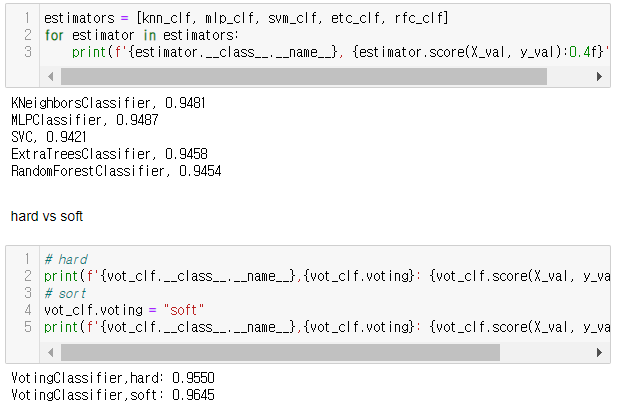 1 estimators = [knn_clf, mlp_clf, svm_clf, etc_clf, rfc_clf]
2 for estimator in estimators:
3 print(f'{estimator.__class__.__name__}, {estimator.score(X_val, y_val):0.4f}'
KNeighborsClassifier, 0.9481
MLPClassifier, 0.9487
SVC, 0.9421
ExtraTreesClassifier, 0.9458
RandomForestClassifier, 0.9454
hard vs soft
1 # hard
2 print(f'{vot_clf.__class__.__name__},{vot_clf.voting}: {vot_clf.score(X_val, y_va
3 # sort
4 vot_clf.voting = "soft"
5 print(f'{vot_clf.__class__.__name__},{vot_clf.voting}: {vot_clf.score(X_val, y_va
VotingClassifier,hard: 0.9550
VotingClassifier,soft: 0.9645